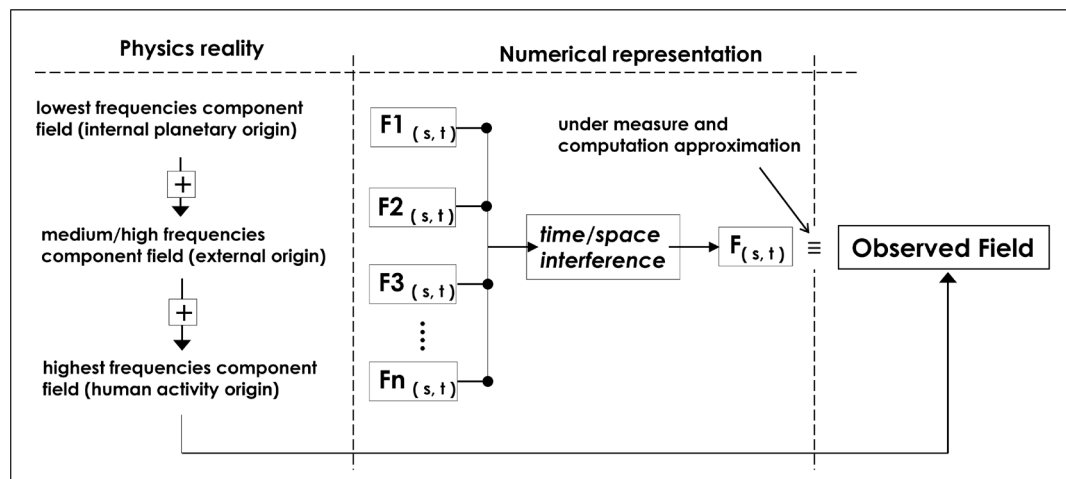 Physics reality
Numerical representation
lowest frequencies component
field (internal planetary origin)
+
medium/high frequencies
component field (external origin)
+
highest frequencies component
field (human activity origin)
F1 (s, t)
F2 (s, t)
F3 (s, t)
Fn (s, t)
time/space
interference
F(s, t)
under measure and
computation approximation
≡
Observed Field